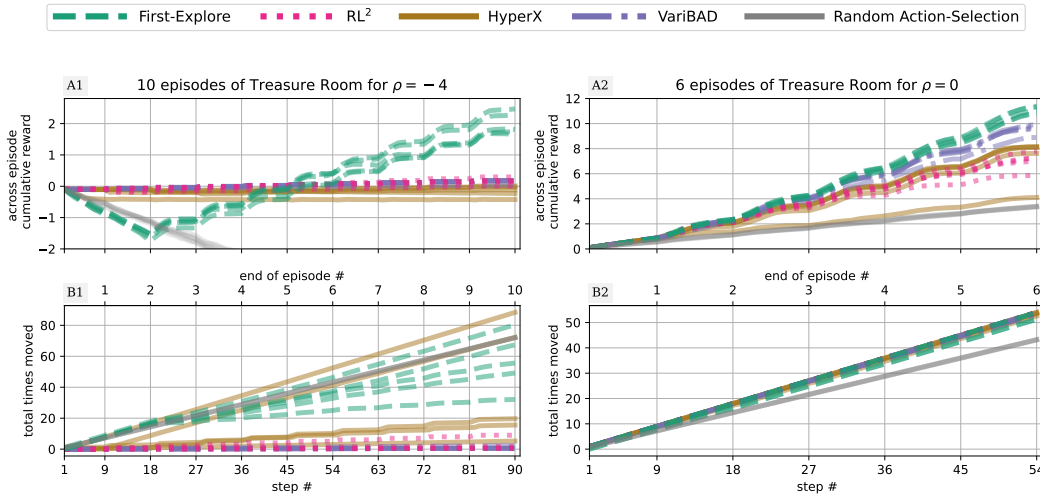 First-Explore RL² HyperX VariBAD Random Action-Selection
A1 10 episodes of Treasure Room for ρ = −4
across episode
cumulative reward
2
1
0
−1
−2
A2 6 episodes of Treasure Room for ρ = 0
12
10
8
6
4
2
0
end of episode #
B1 1 2 3 4 5 6 7 8 9 10
total times moved
80
60
40
20
0
1 9 18 27 36 45 54 63 72 81 90
step #
end of episode #
B2 1 2 3 4 5 6
across episode
cumulative reward
total times moved
50
40
30
20
10
0
1 9 18 27 36 45 54
step #